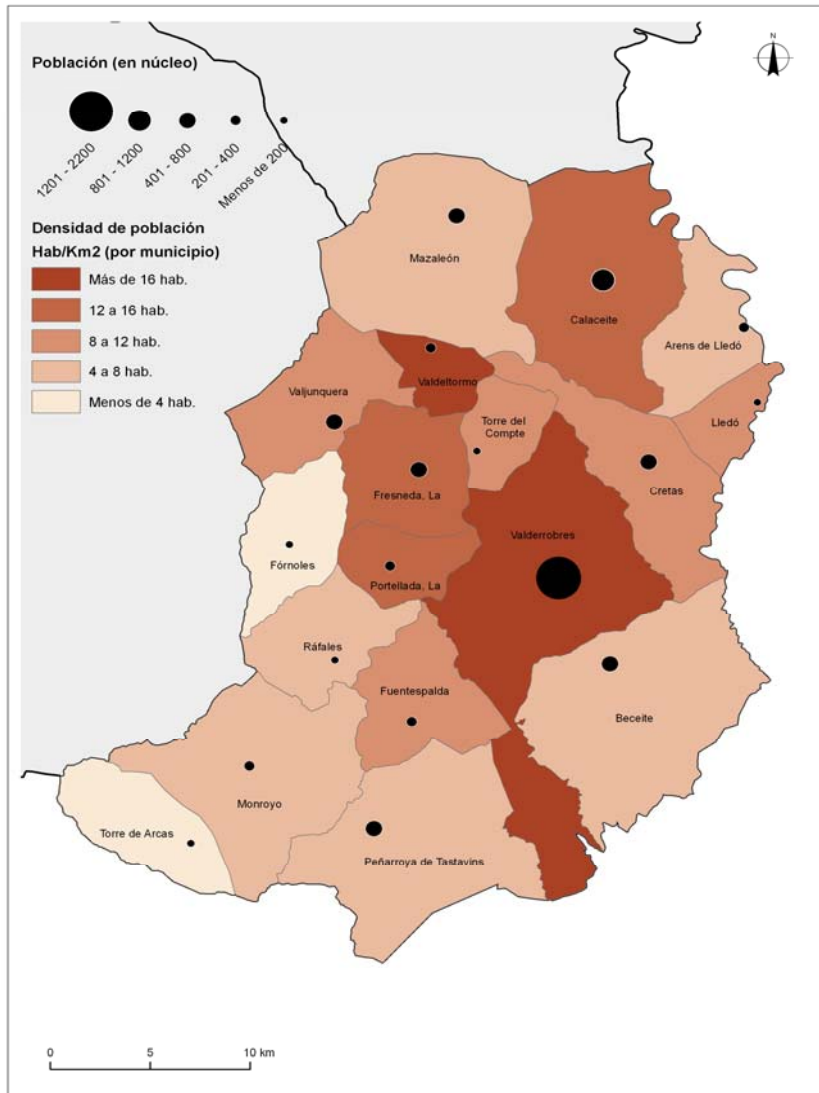 Población (en núcleo)
N
1201 - 2200
801 - 1200
401 - 800
201 - 400
Menos de 200
Densidad de población
Hab/Km2 (por municipio)
Más de 16 hab.
12 a 16 hab.
8 a 12 hab.
4 a 8 hab.
Menos de 4 hab.
Mazaleón
Calaceite
Arens de Lledó
Valdeltormo
Valjunquera
Torre del
Compte
Lledó
Fresneda, La
Cretas
Valderrobres
Fórnoles
Portellada, La
Ráfales
Fuentespalda
Beceite
Monroyo
Torre de Arcas
Peñarroya de Tastavins
0 5 10 km